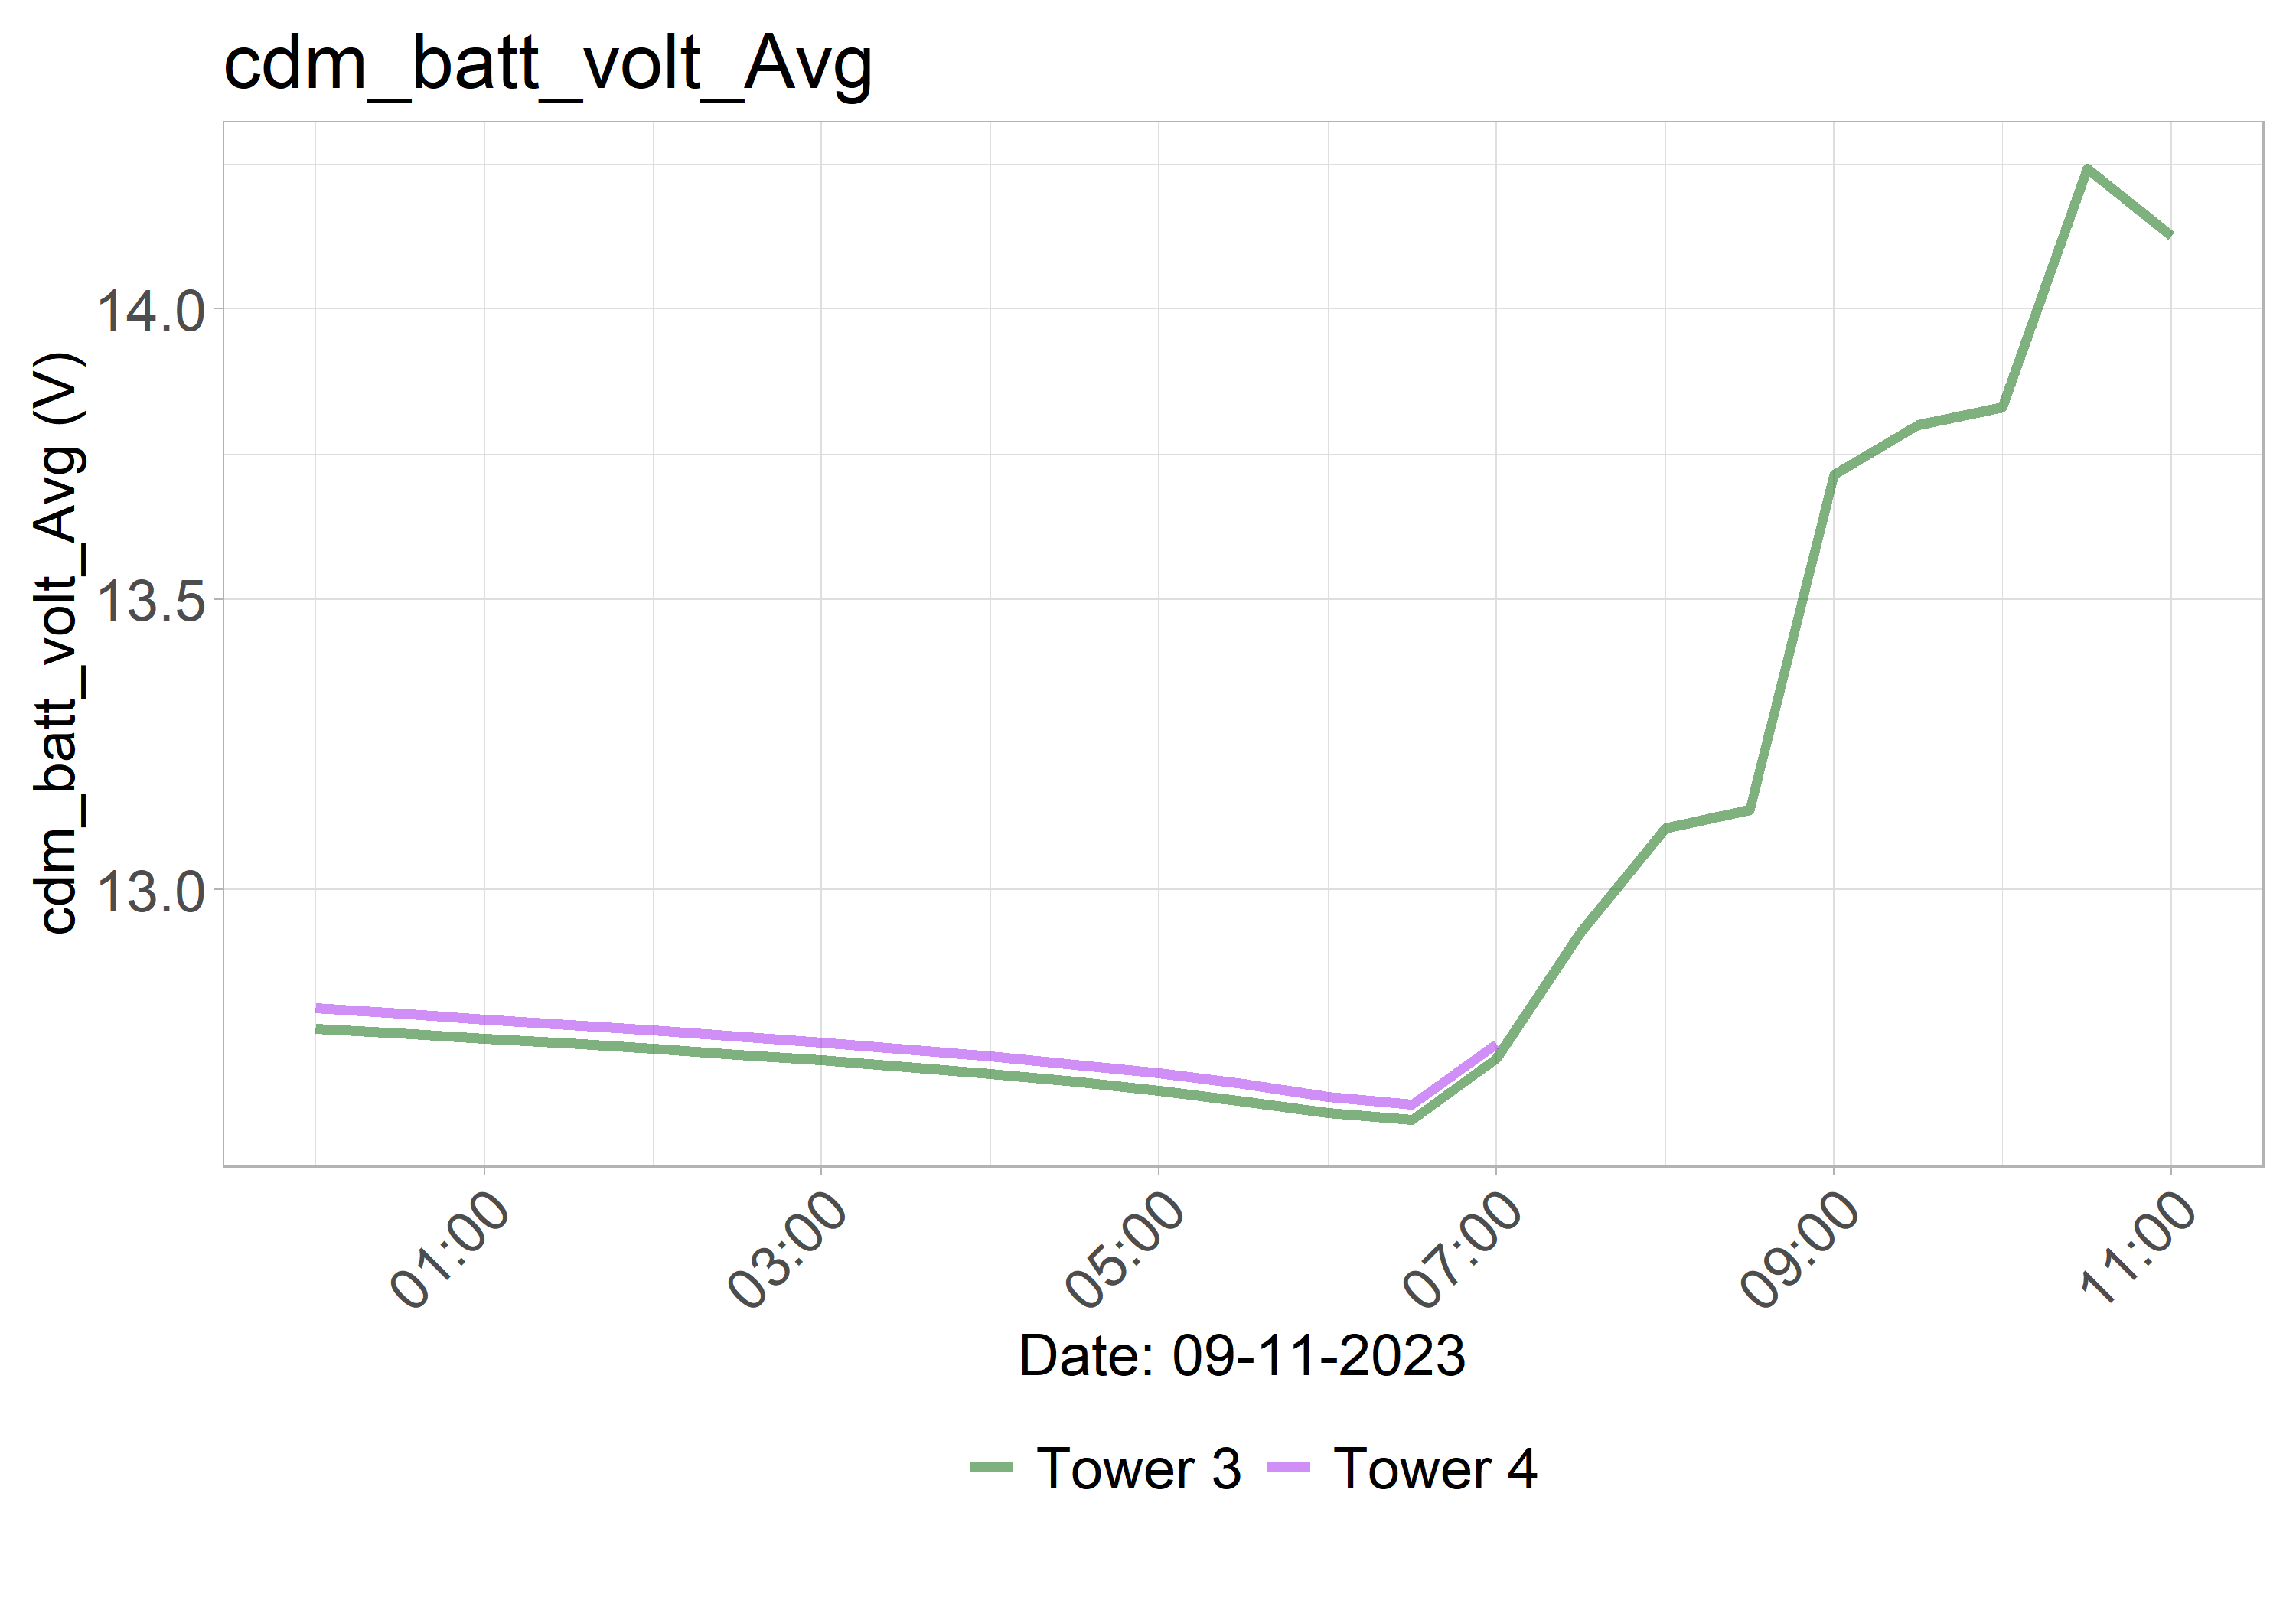 cdm_batt_volt_Avg
cdm_batt_volt_Avg (V)
14.0
13.5
13.0
01:00
03:00
05:00
07:00
09:00
11:00
Date: 09-11-2023
Tower 3
Tower 4